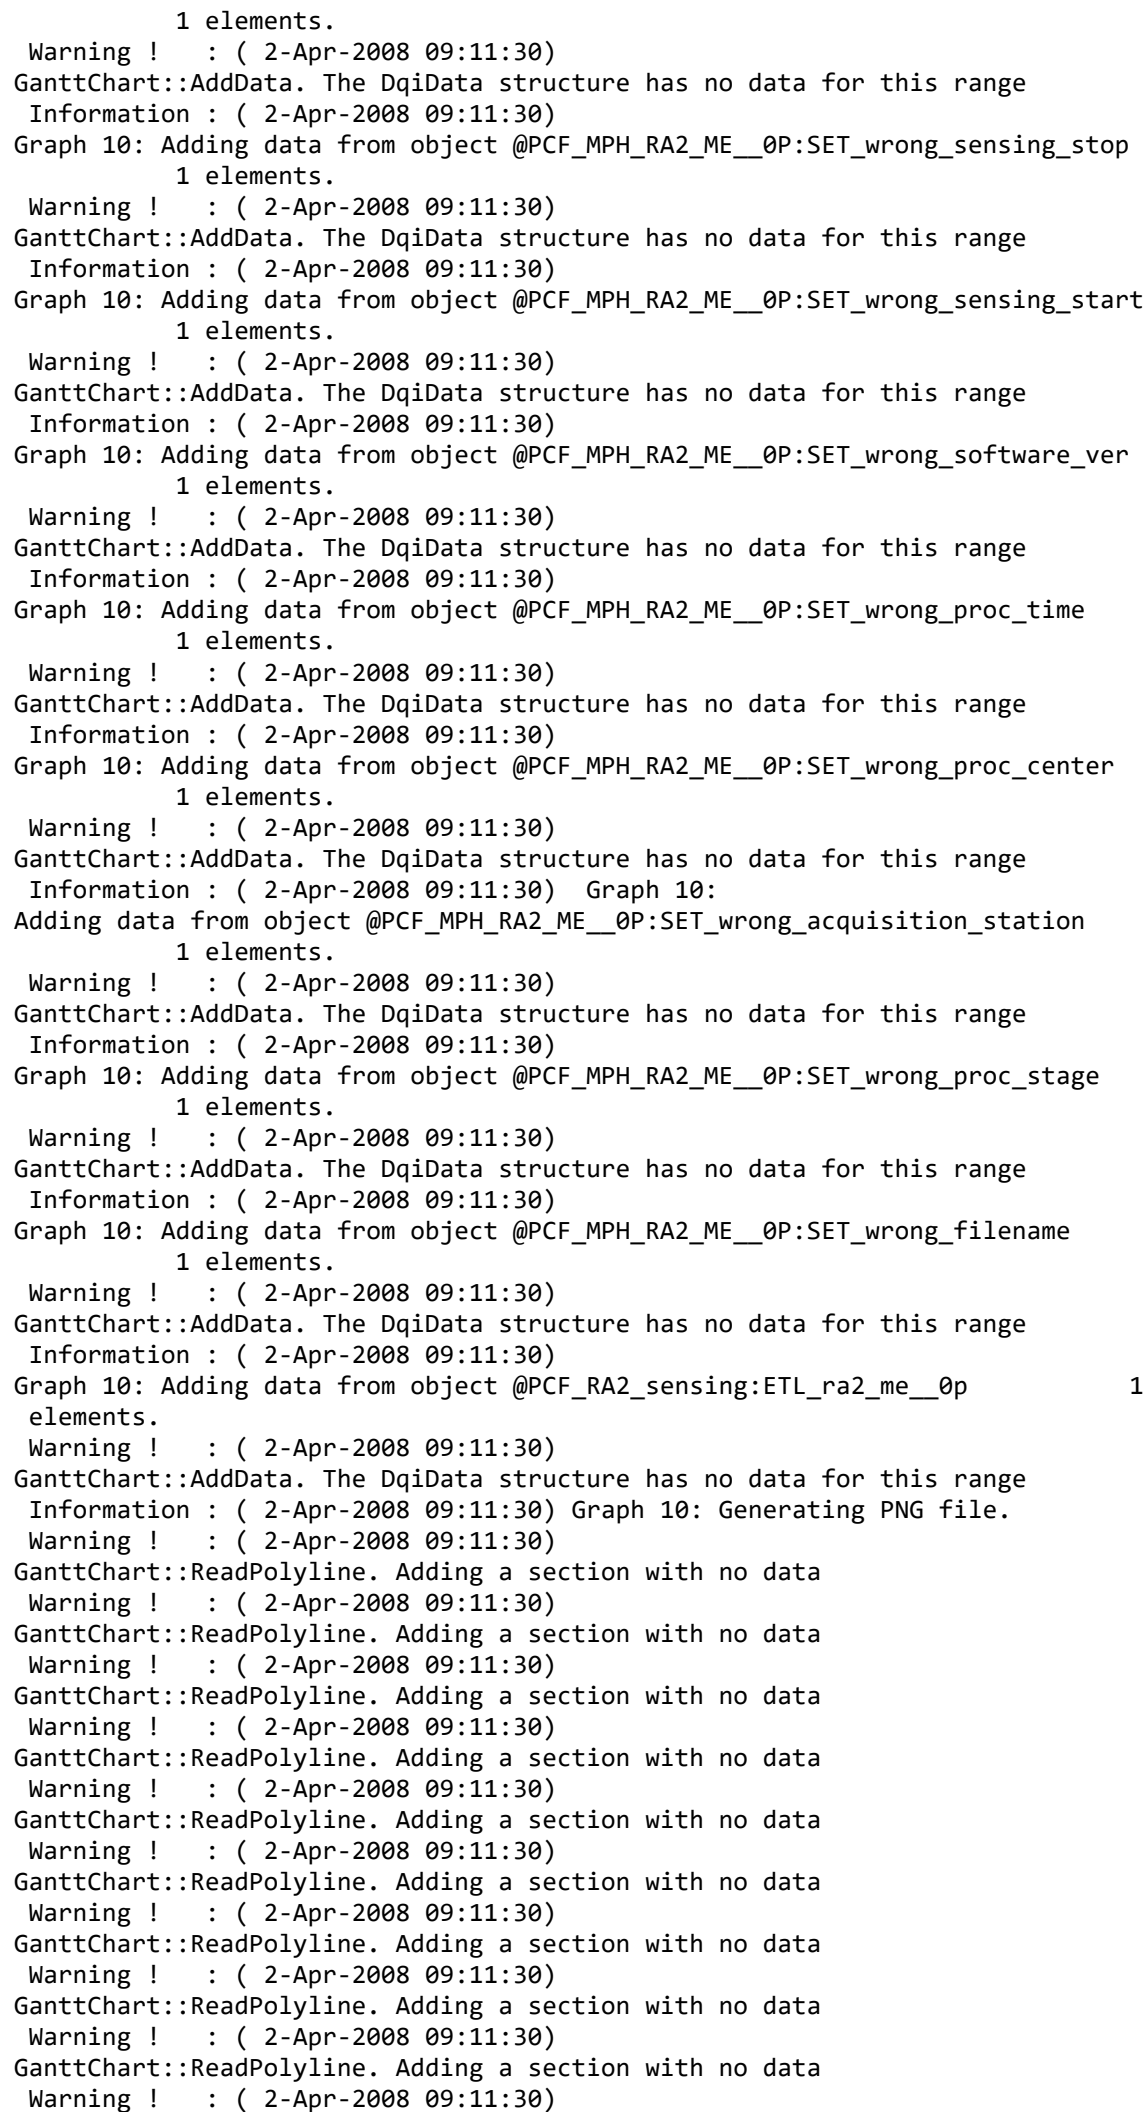 1 elements.
Warning !   : ( 2-Apr-2008 09:11:30)
GanttChart::AddData. The DqiData structure has no data for this range
Information : ( 2-Apr-2008 09:11:30)
Graph 10: Adding data from object @PCF_MPH_RA2_ME__0P:SET_wrong_sensing_stop
1 elements.
Warning !   : ( 2-Apr-2008 09:11:30)
GanttChart::AddData. The DqiData structure has no data for this range
Information : ( 2-Apr-2008 09:11:30)
Graph 10: Adding data from object @PCF_MPH_RA2_ME__0P:SET_wrong_sensing_start
1 elements.
Warning !   : ( 2-Apr-2008 09:11:30)
GanttChart::AddData. The DqiData structure has no data for this range
Information : ( 2-Apr-2008 09:11:30)
Graph 10: Adding data from object @PCF_MPH_RA2_ME__0P:SET_wrong_software_ver
1 elements.
Warning !   : ( 2-Apr-2008 09:11:30)
GanttChart::AddData. The DqiData structure has no data for this range
Information : ( 2-Apr-2008 09:11:30)
Graph 10: Adding data from object @PCF_MPH_RA2_ME__0P:SET_wrong_proc_time
1 elements.
Warning !   : ( 2-Apr-2008 09:11:30)
GanttChart::AddData. The DqiData structure has no data for this range
Information : ( 2-Apr-2008 09:11:30)
Graph 10: Adding data from object @PCF_MPH_RA2_ME__0P:SET_wrong_proc_center
1 elements.
Warning !   : ( 2-Apr-2008 09:11:30)
GanttChart::AddData. The DqiData structure has no data for this range
Information : ( 2-Apr-2008 09:11:30)  Graph 10:
Adding data from object @PCF_MPH_RA2_ME__0P:SET_wrong_acquisition_station
1 elements.
Warning !   : ( 2-Apr-2008 09:11:30)
GanttChart::AddData. The DqiData structure has no data for this range
Information : ( 2-Apr-2008 09:11:30)
Graph 10: Adding data from object @PCF_MPH_RA2_ME__0P:SET_wrong_proc_stage
1 elements.
Warning !   : ( 2-Apr-2008 09:11:30)
GanttChart::AddData. The DqiData structure has no data for this range
Information : ( 2-Apr-2008 09:11:30)
Graph 10: Adding data from object @PCF_MPH_RA2_ME__0P:SET_wrong_filename
1 elements.
Warning !   : ( 2-Apr-2008 09:11:30)
GanttChart::AddData. The DqiData structure has no data for this range
Information : ( 2-Apr-2008 09:11:30)
Graph 10: Adding data from object @PCF_RA2_sensing:ETL_ra2_me__0p           1
elements.
Warning !   : ( 2-Apr-2008 09:11:30)
GanttChart::AddData. The DqiData structure has no data for this range
Information : ( 2-Apr-2008 09:11:30) Graph 10: Generating PNG file.
Warning !   : ( 2-Apr-2008 09:11:30)
GanttChart::ReadPolyline. Adding a section with no data
Warning !   : ( 2-Apr-2008 09:11:30)
GanttChart::ReadPolyline. Adding a section with no data
Warning !   : ( 2-Apr-2008 09:11:30)
GanttChart::ReadPolyline. Adding a section with no data
Warning !   : ( 2-Apr-2008 09:11:30)
GanttChart::ReadPolyline. Adding a section with no data
Warning !   : ( 2-Apr-2008 09:11:30)
GanttChart::ReadPolyline. Adding a section with no data
Warning !   : ( 2-Apr-2008 09:11:30)
GanttChart::ReadPolyline. Adding a section with no data
Warning !   : ( 2-Apr-2008 09:11:30)
GanttChart::ReadPolyline. Adding a section with no data
Warning !   : ( 2-Apr-2008 09:11:30)
GanttChart::ReadPolyline. Adding a section with no data
Warning !   : ( 2-Apr-2008 09:11:30)
GanttChart::ReadPolyline. Adding a section with no data
Warning !   : ( 2-Apr-2008 09:11:30)